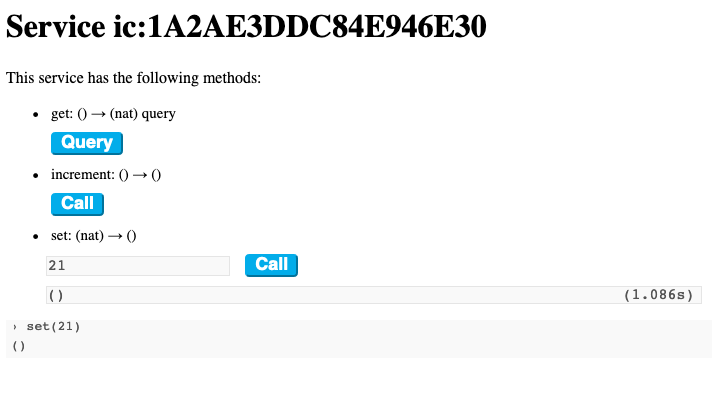 Service ic:1A2AE3DDC84E946E30
This service has the following methods:
• get: () → (nat) query
Query
• increment: () → ()
Call
• set: (nat) → ()
21 Call
() (1.086s)
› set(21)
()